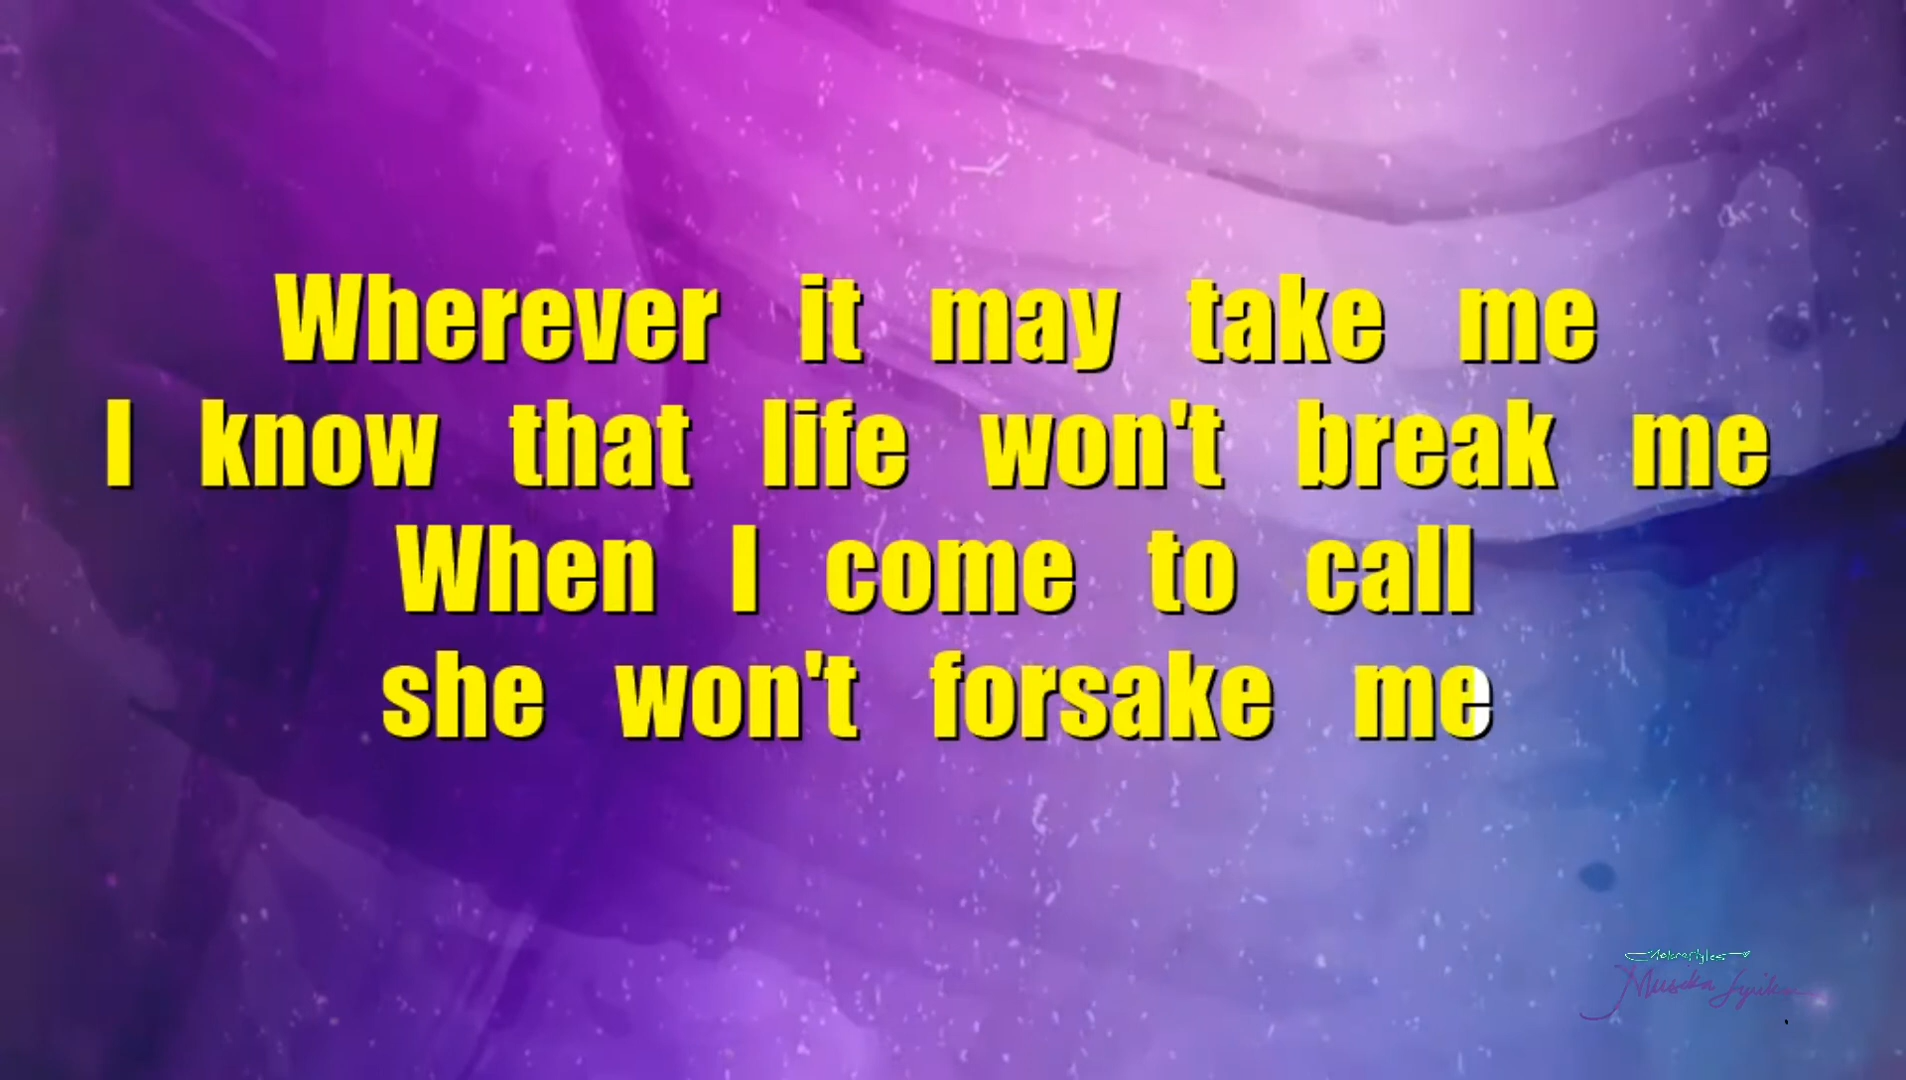 Wherever it may take me
I know that life won't break me
When I come to call
she won't forsake me